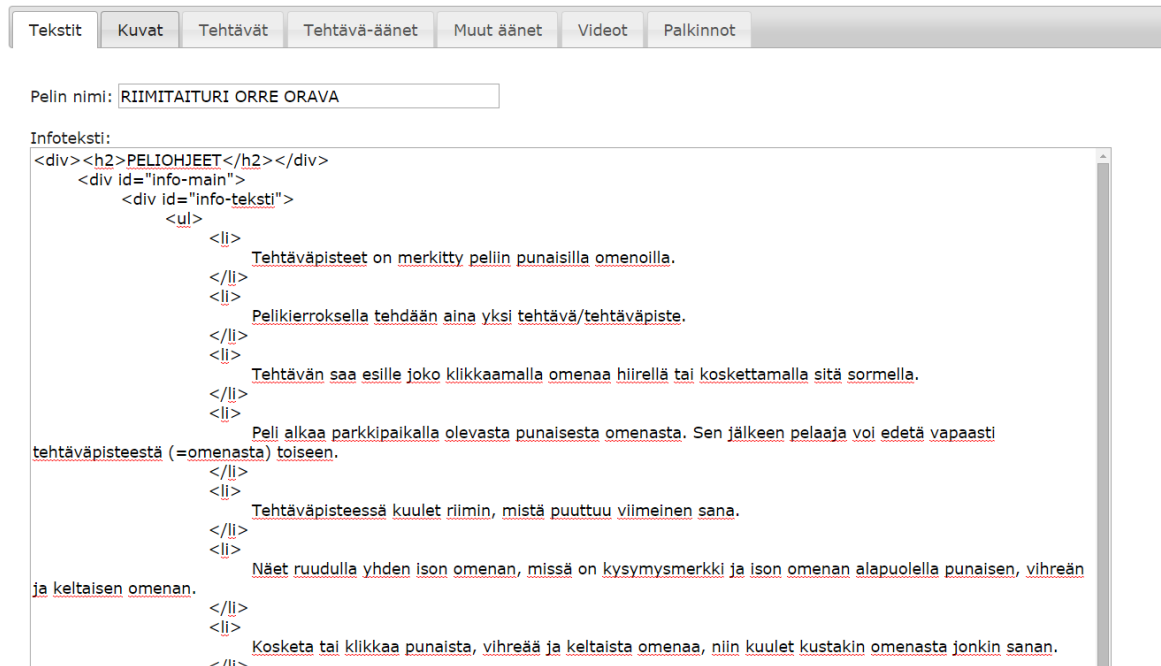 Tekstit Kuvat Tehtävät Tehtävä-äänet Muut äänet Videot Palkinnot
Pelin nimi: RIIMITAITURI ORRE ORAVA
Infoteksti:
<div><h2>PELIOHJEET</h2></div>
<div id="info-main">
<div id="info-teksti">
<ul>
<li>
Tehtäväpisteet on merkitty peliin punaisilla omenoilla.
</li>
<li>
Pelikierroksella tehdään aina yksi tehtävä/tehtäväpiste.
</li>
<li>
Tehtävän saa esille joko klikkaamalla omenaa hiirellä tai koskettamalla sitä sormella.
</li>
<li>
Peli alkaa parkkipaikalla olevasta punaisesta omenasta. Sen jälkeen pelaaja voi edetä vapaasti
tehtäväpisteestä (=omenasta) toiseen.
</li>
<li>
Tehtäväpisteessä kuulet riimin, mistä puuttuu viimeinen sana.
</li>
<li>
Näet ruudulla yhden ison omenan, missä on kysymysmerkki ja ison omenan alapuolella punaisen, vihreän
ja keltaisen omenan.
</li>
<li>
Kosketa tai klikkaa punaista, vihreää ja keltaista omenaa, niin kuulet kustakin omenasta jonkin sanan.
</li>